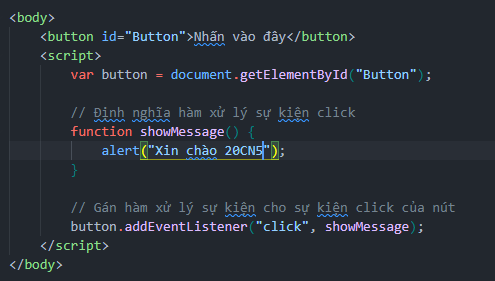 <body>
<button id="Button">Nhấn vào đây</button>
<script>
var button = document.getElementById("Button");
// Định nghĩa hàm xử lý sự kiện click
function showMessage() {
alert("Xin chào 20CN5");
}
// Gán hàm xử lý sự kiện cho sự kiện click của nút
button.addEventListener("click", showMessage);
</script>
</body>